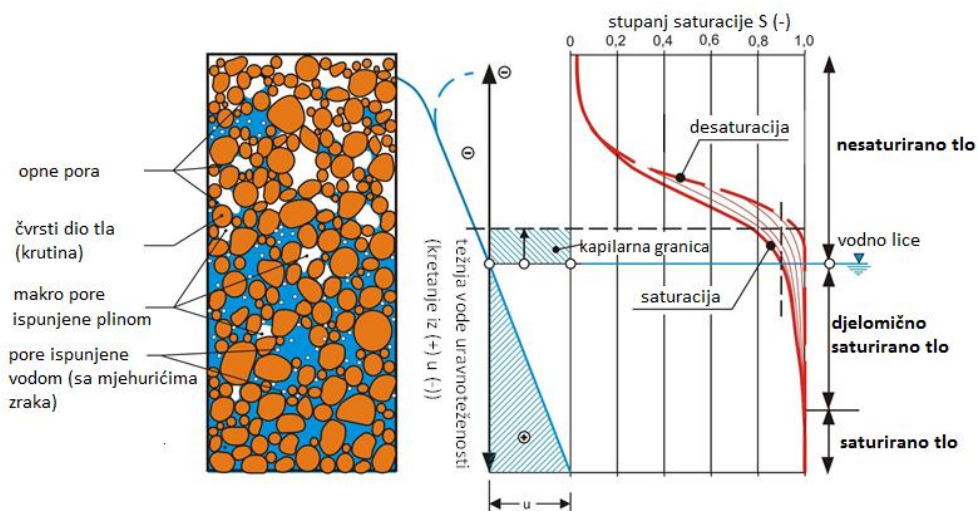 stupanj saturacije S (-)
0 0,2 0,4 0,6 0,8 1,0
desaturacija
nesaturirano tlo
opne pora
čvrsti dio tla
(krutina)
makro pore
ispunjene plinom
pore ispunjene
vodom (sa mjehurićima
zraka)
težnja vode uravnoteženosti
(kretanje iz (+) u (-))
kapilarna granica
vodno lice
saturacija
djelomično
saturirano tlo
saturirano tlo
u